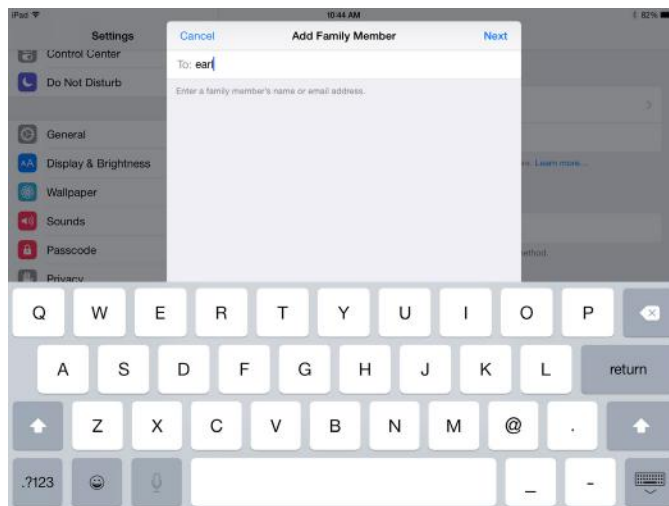 iPad 10:44 AM 82%
Settings
Cancel Add Family Member Next
Control Center
To: earl
Do Not Disturb
Enter a family member's name or email address.
General
Display & Brightness
Learn more...
Wallpaper
Sounds
Passcode
Privacy
Q W E R T Y U I O P
A S D F G H J K L return
Z X C V B N M @ .
.?123 _ -